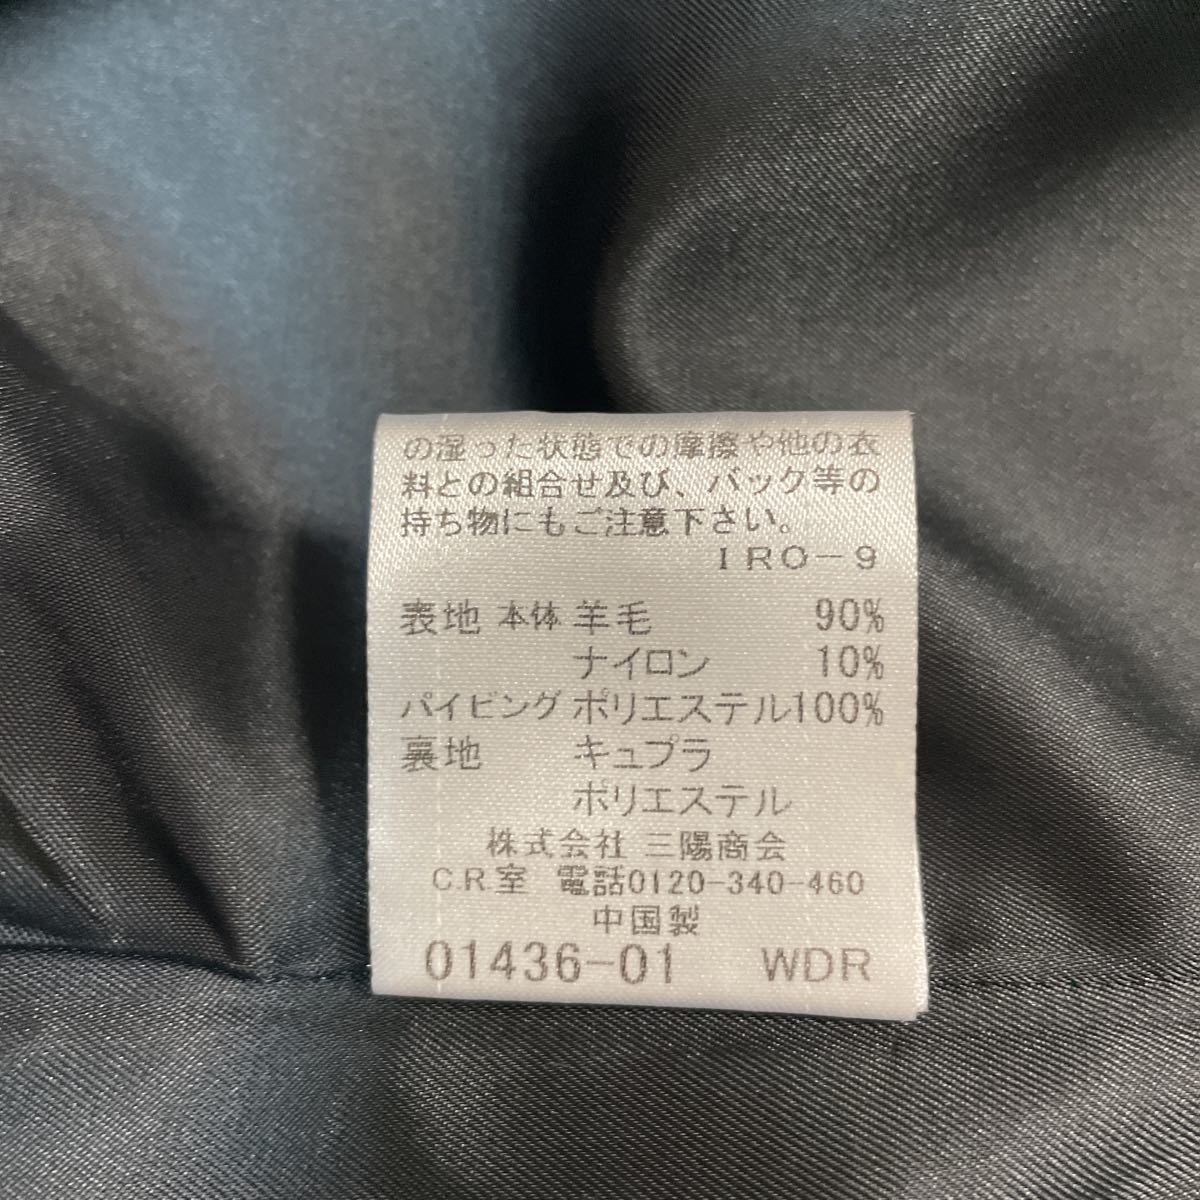 の湿った状態での摩擦や他の衣
料との組合せ及び、バック等の
持ち物にもご注意下さい。
IRO-9
表地 本体 羊毛 90%
ナイロン 10%
パイピング ポリエステル100%
裏地 キュプラ
ポリエステル
株式会社 三陽商会
C.R.室 電話0120-340-460
中国製
01436-01 WDR